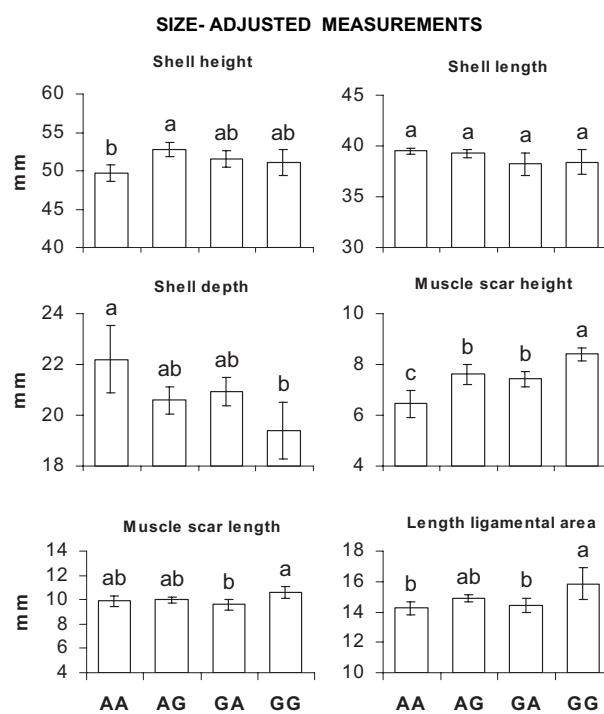 SIZE- ADJUSTED MEASUREMENTS
Shell height
60
55
50
45
40
mm
b
a
ab
ab
Shell length
45
40
35
30
a
a
a
a
Shell depth
24
22
20
18
mm
a
ab
ab
b
Muscle scar height
10
8
6
4
c
b
b
a
Muscle scar length
14
12
10
8
6
4
mm
ab
ab
b
a
AA AG GA GG
Length ligamental area
18
16
14
12
10
b
ab
b
a
AA AG GA GG